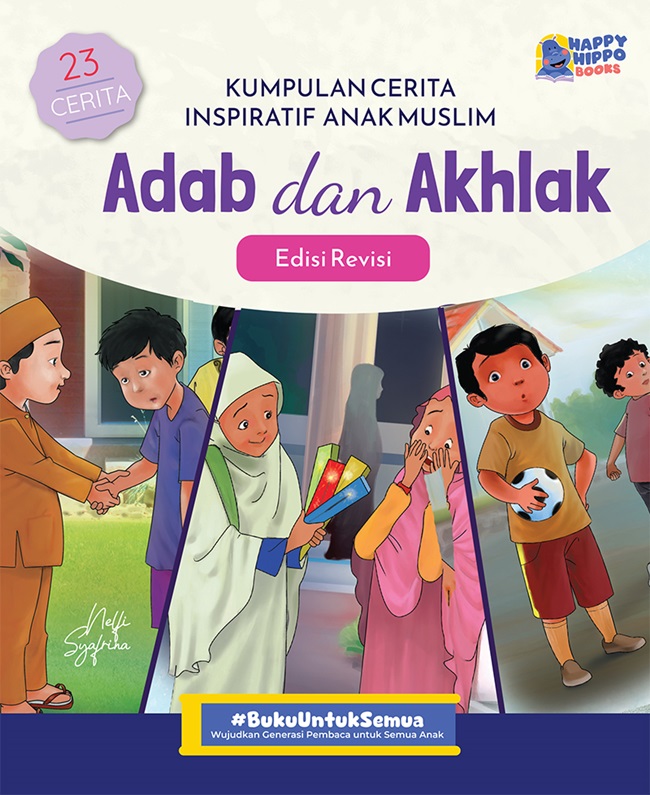 23
CERITA
HAPPY
HIPPO
BOOKS
KUMPULAN CERITA
INSPIRATIF ANAK MUSLIM
Adab dan Akhlak
Edisi Revisi
Nelfi
Syafrina
#BukuUntukSemua
Wujudkan Generasi Pembaca untuk Semua Anak